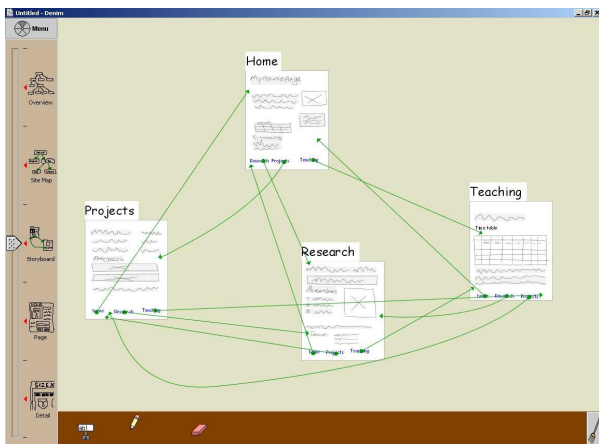 Untitled - Denim
Menu
Overview
Site Map
Storyboard
Page
Detail
Home
Research Projects Teaching
Projects
Home Research Teaching
Research
Home Projects Teaching
Teaching
Time table
Home Research Projects